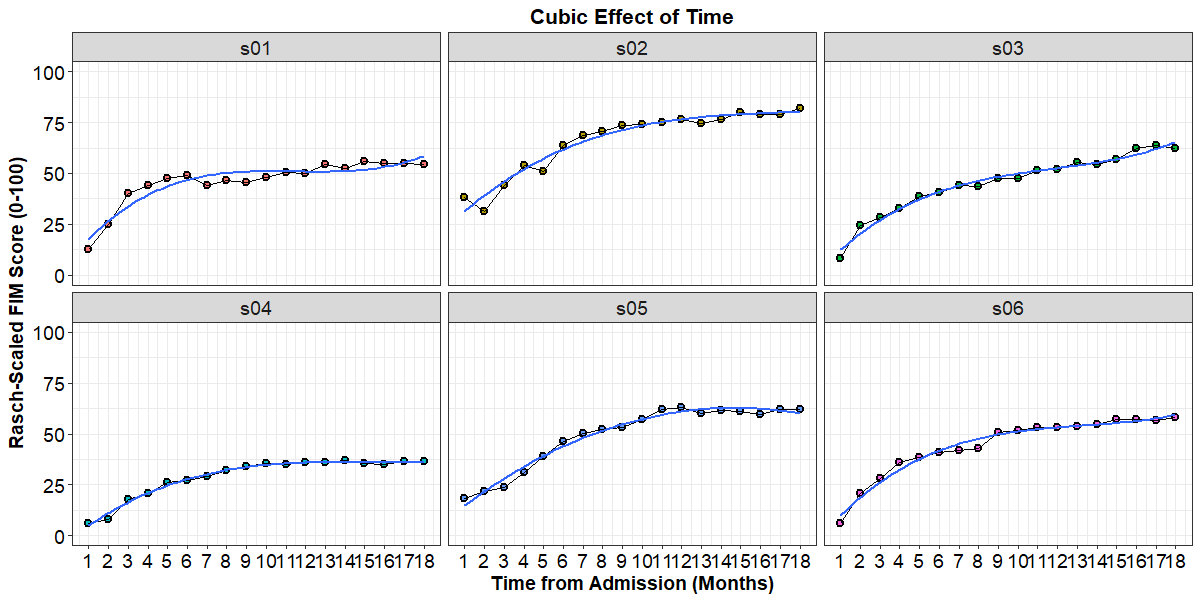 Cubic Effect of Time
s01 s02 s03
100
75
50
25
0
s04 s05 s06
100
75
50
25
0
Rasch-Scaled FIM Score (0-100)
1 2 3 4 5 6 7 8 9 10 11 12 13 14 15 16 17 18 1 2 3 4 5 6 7 8 9 10 11 12 13 14 15 16 17 18 1 2 3 4 5 6 7 8 9 10 11 12 13 14 15 16 17 18
Time from Admission (Months)